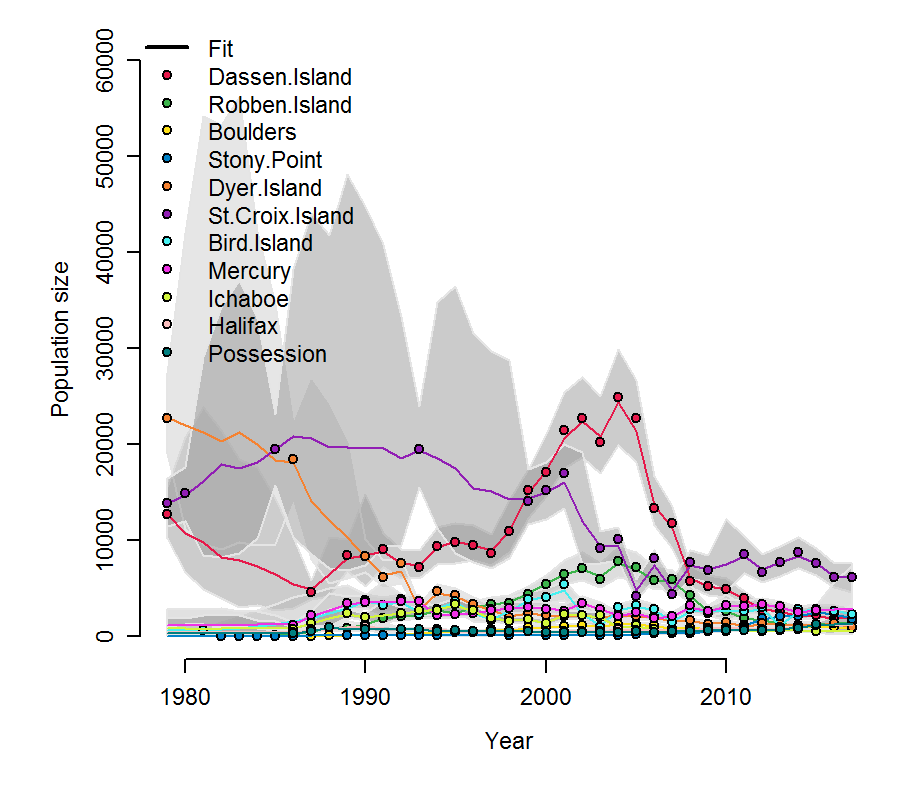 Fit
Dassen.Island
Robben.Island
Boulders
Stony.Point
Dyer.Island
St.Croix.Island
Bird.Island
Mercury
Ichaboe
Halifax
Possession
Population size
60000
50000
40000
30000
20000
10000
0
1980 1990 2000 2010
Year